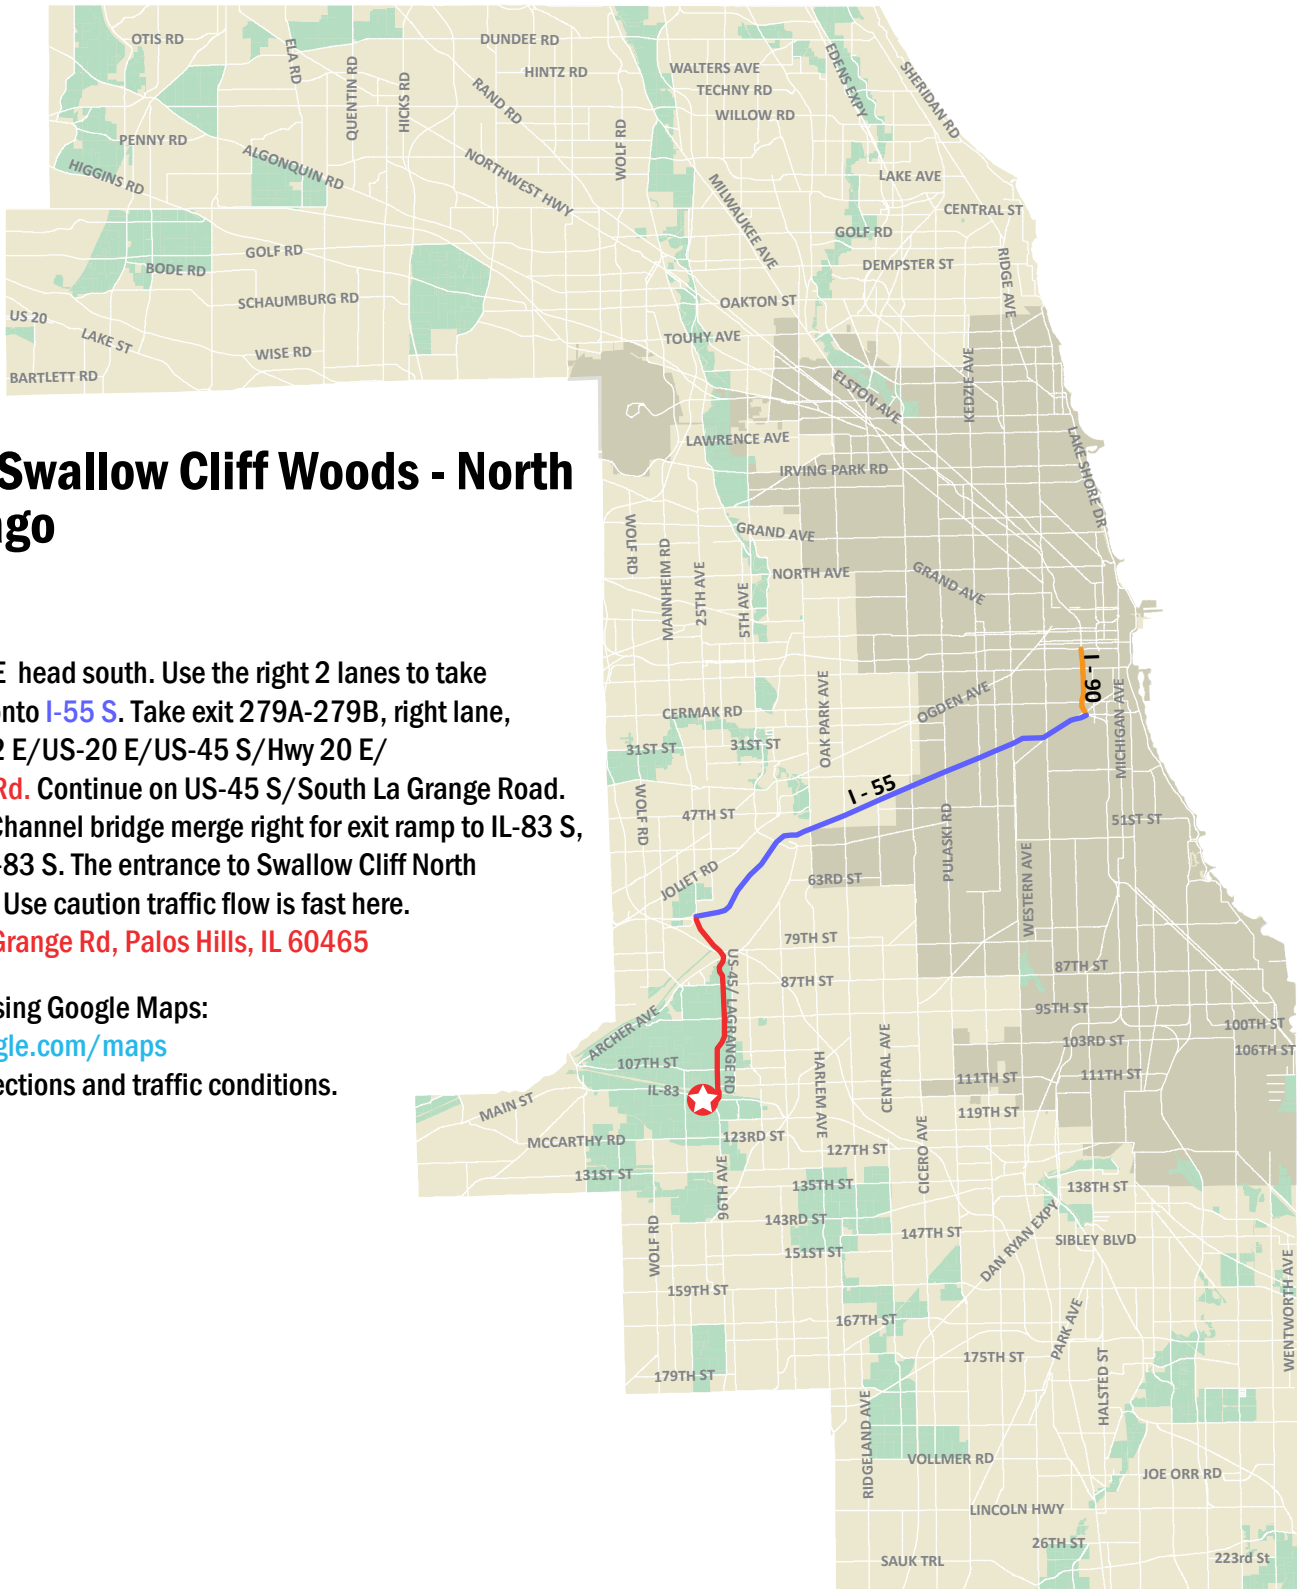 OTIS RD
ELA RD
QUENTIN RD
HICKS RD
DUNDEE RD
HINTZ RD
RAND RD
WOLF RD
WALTERS AVE
TECHNY RD
WILLOW RD
EDENS EXPY
SHERIDAN RD
PENNY RD
HIGGINS RD
ALGONQUIN RD
NORTHWEST HWY
MILWAUKEE AVE
LAKE AVE
CENTRAL ST
GOLF RD
DEMPSTER ST
RIDGE AVE
BODE RD
GOLF RD
SCHAUMBURG RD
OAKTON ST
US 20
LAKE ST
WISE RD
TOUHY AVE
BARTLETT RD
ELSTON AVE
KEDZIE AVE
LAWRENCE AVE
IRVING PARK RD
LAKE SHORE DR
Swallow Cliff Woods - North
go
WOLF RD
MANNHEIM RD
25TH AVE
5TH AVE
GRAND AVE
NORTH AVE
GRAND AVE
E head south. Use the right 2 lanes to take
nto I-55 S. Take exit 279A-279B, right lane,
2 E/US-20 E/US-45 S/Hwy 20 E/
Rd. Continue on US-45 S/South La Grange Road.
Channel bridge merge right for exit ramp to IL-83 S,
-83 S. The entrance to Swallow Cliff North
Use caution traffic flow is fast here.
Grange Rd, Palos Hills, IL 60465
sing Google Maps:
gle.com/maps
ections and traffic conditions.
I - 90
CERMAK RD
31ST ST
31ST ST
OAK PARK AVE
OGDEN AVE
MICHIGAN AVE
I - 55
WOLF RD
47TH ST
51ST ST
PULASKI RD
WESTERN AVE
JOLIET RD
63RD ST
79TH ST
87TH ST
87TH ST
US-45/ LAGRANGE RD
95TH ST
100TH ST
103RD ST
106TH ST
ARCHER AVE
107TH ST
IL-83
HARLEM AVE
CENTRAL AVE
111TH ST
111TH ST
119TH ST
MAIN ST
MCCARTHY RD
123RD ST
127TH ST
CICERO AVE
131ST ST
96TH AVE
135TH ST
138TH ST
143RD ST
147TH ST
DAN RYAN EXPY
SIBLEY BLVD
151ST ST
WOLF RD
159TH ST
WENTWORTH AVE
167TH ST
PARK AVE
175TH ST
HALSTED ST
179TH ST
RIDGELAND AVE
VOLLMER RD
JOE ORR RD
LINCOLN HWY
26TH ST
SAUK TRL
223rd St